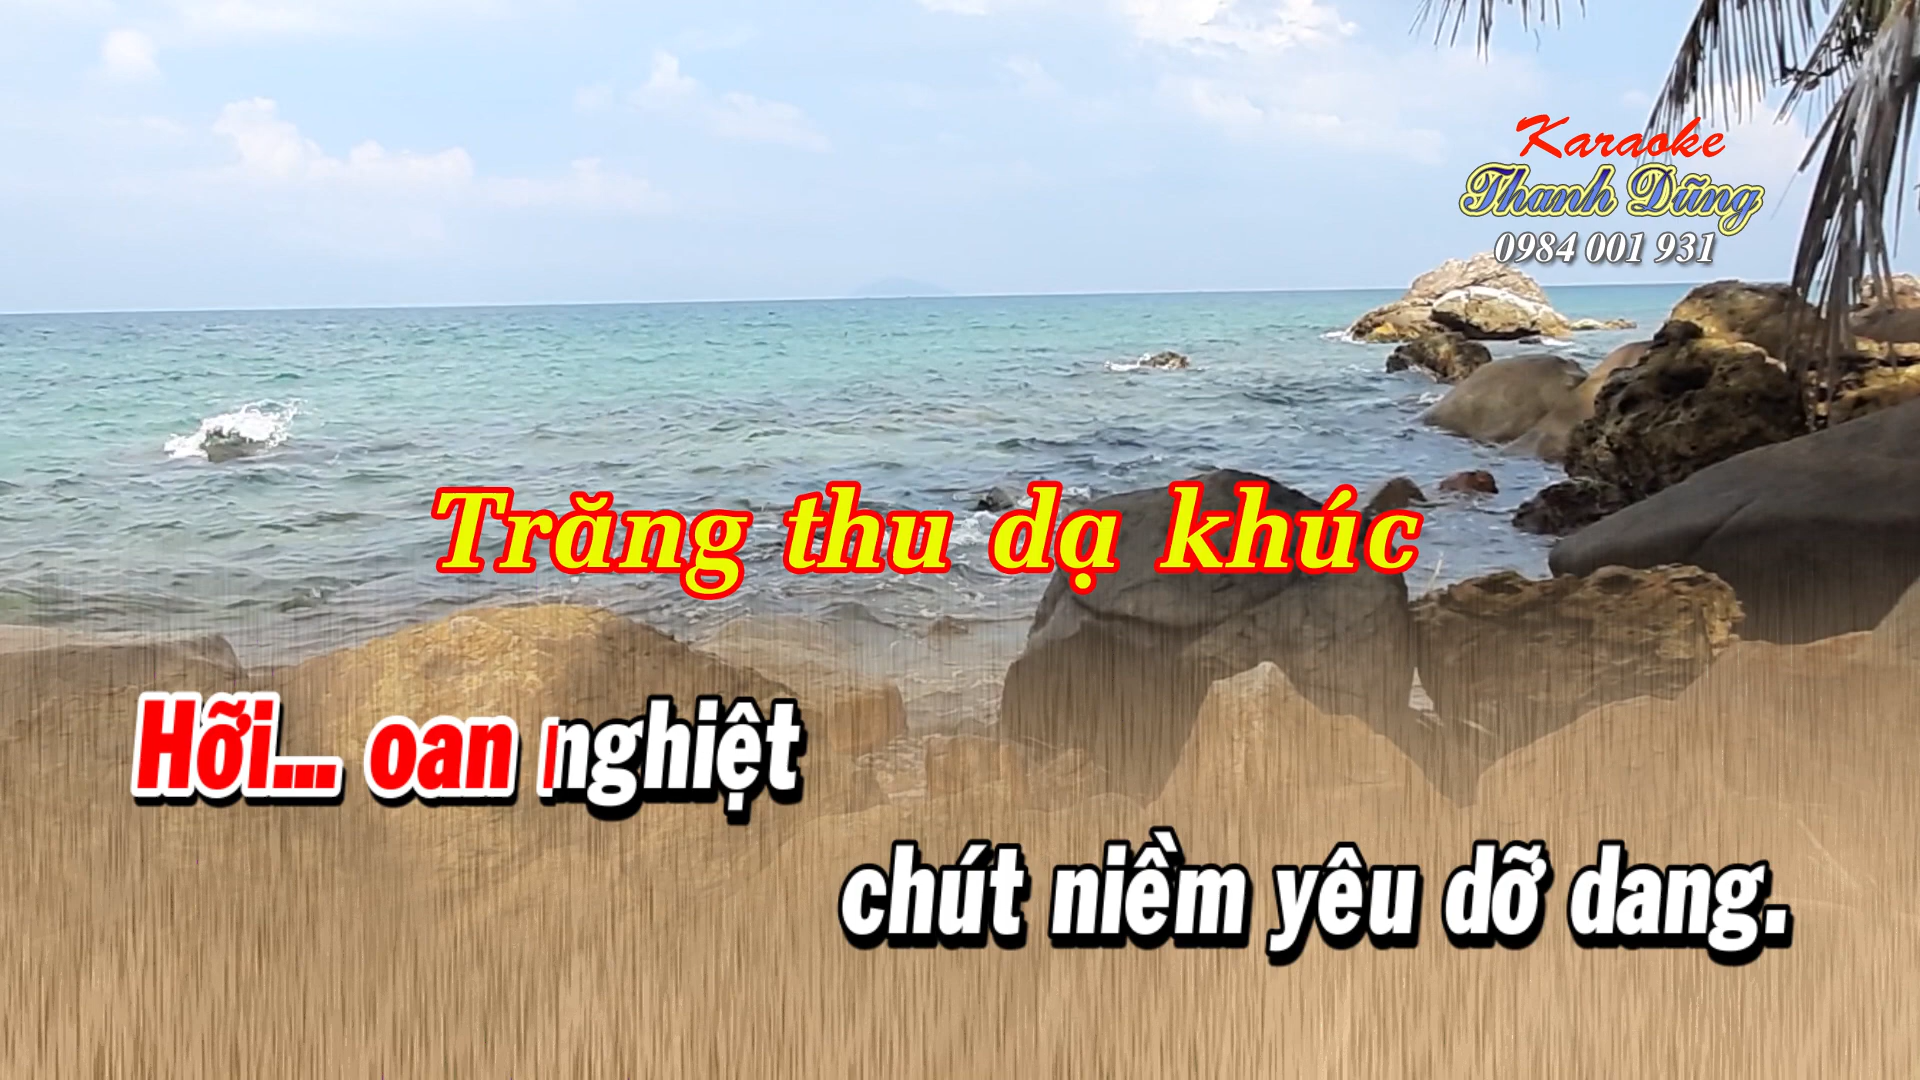 Karaoke
Thanh Dũng
0984 001 931
Trăng thu dạ khúc
Hỡi... oan nghiệt
chút niềm yêu dỡ dang.